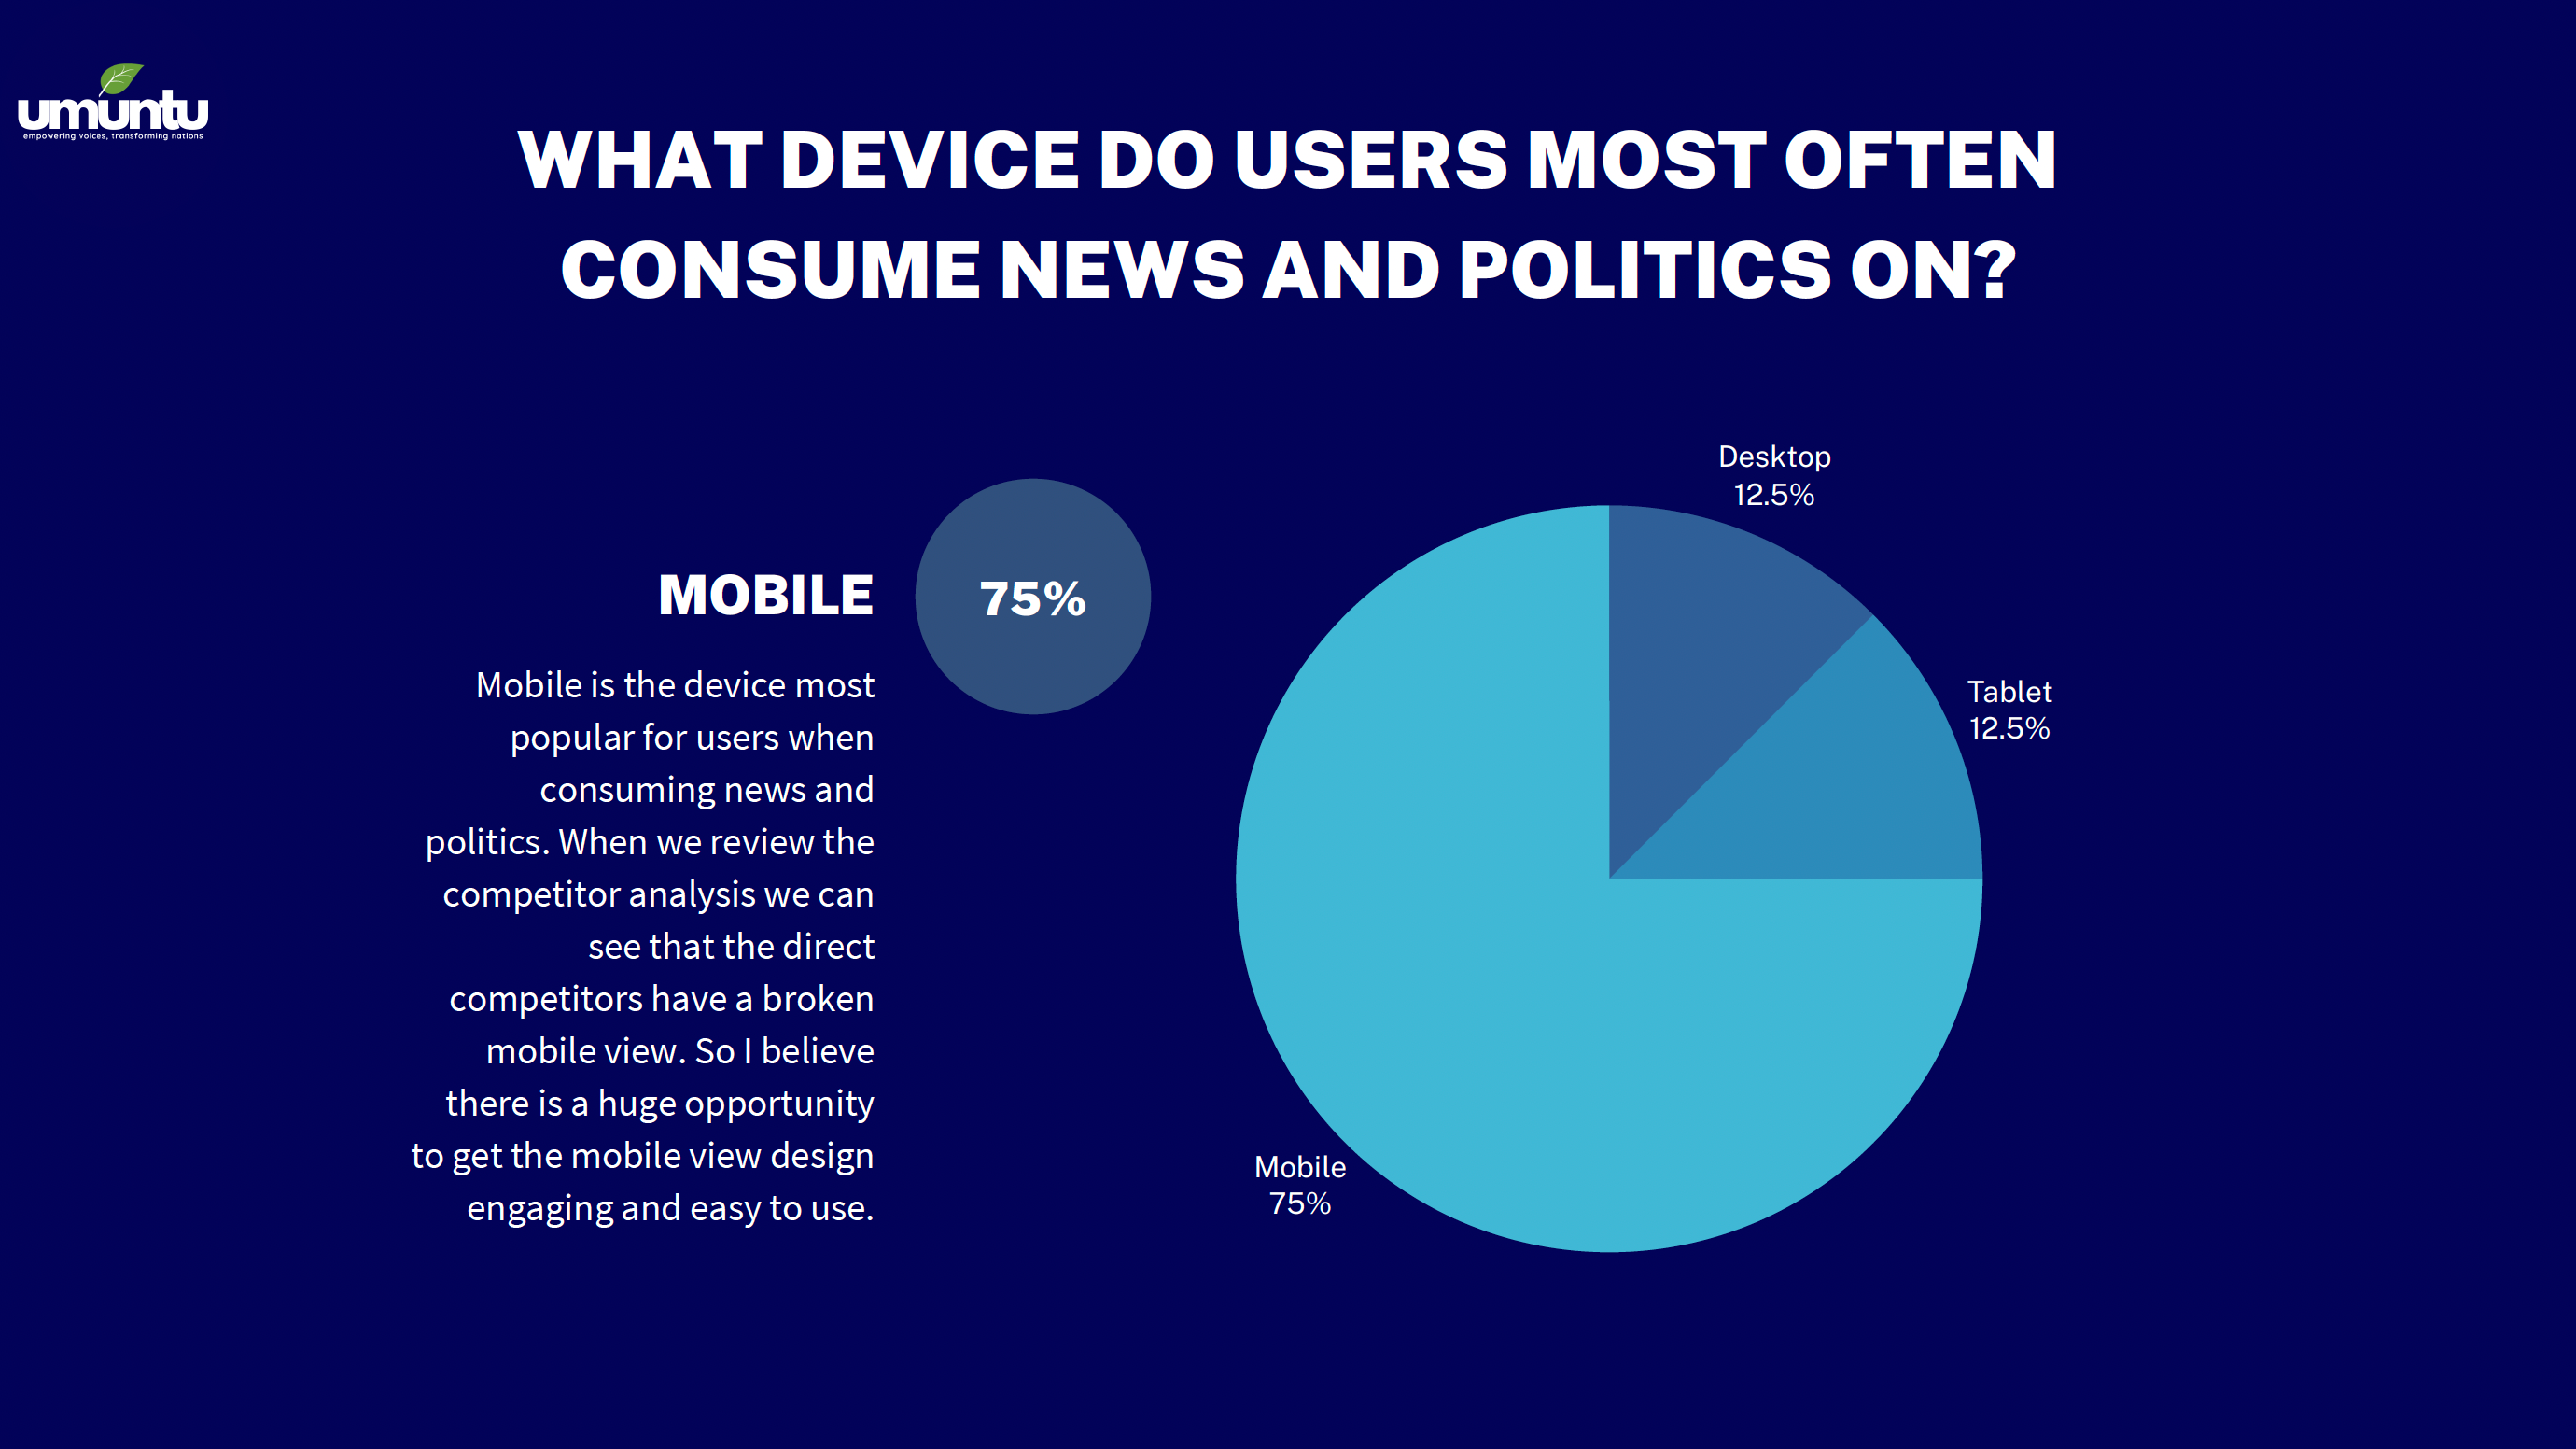 umuntu
empowering voices, transforming nations
WHAT DEVICE DO USERS MOST OFTEN
CONSUME NEWS AND POLITICS ON?
MOBILE
75%
Mobile is the device most
popular for users when
consuming news and
politics. When we review the
competitor analysis we can
see that the direct
competitors have a broken
mobile view. So I believe
there is a huge opportunity
to get the mobile view design
engaging and easy to use.
Desktop
12.5%
Tablet
12.5%
Mobile
75%